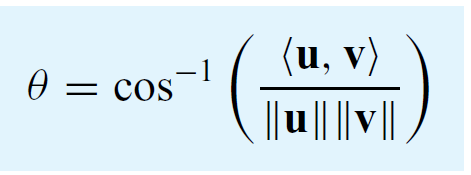 θ = cos⁻¹ ( ⟨u, v⟩ / ‖u‖ ‖v‖ )